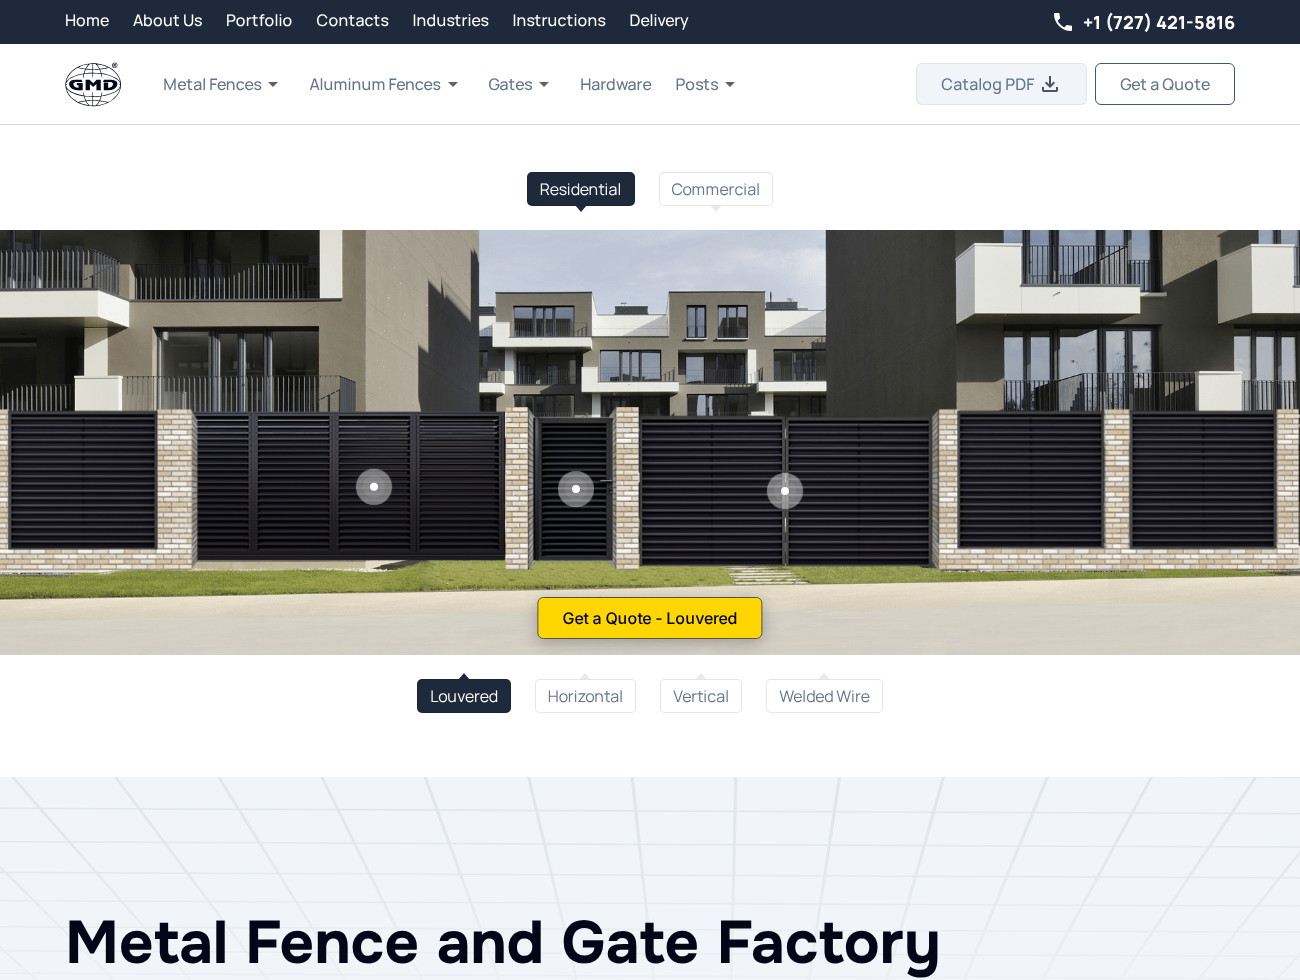 Home About Us Portfolio Contacts Industries Instructions Delivery +1 (727) 421-5816
GMD® Metal Fences Aluminum Fences Gates Hardware Posts Catalog PDF Get a Quote
Residential Commercial
Get a Quote - Louvered
Louvered Horizontal Vertical Welded Wire
Metal Fence and Gate Factory